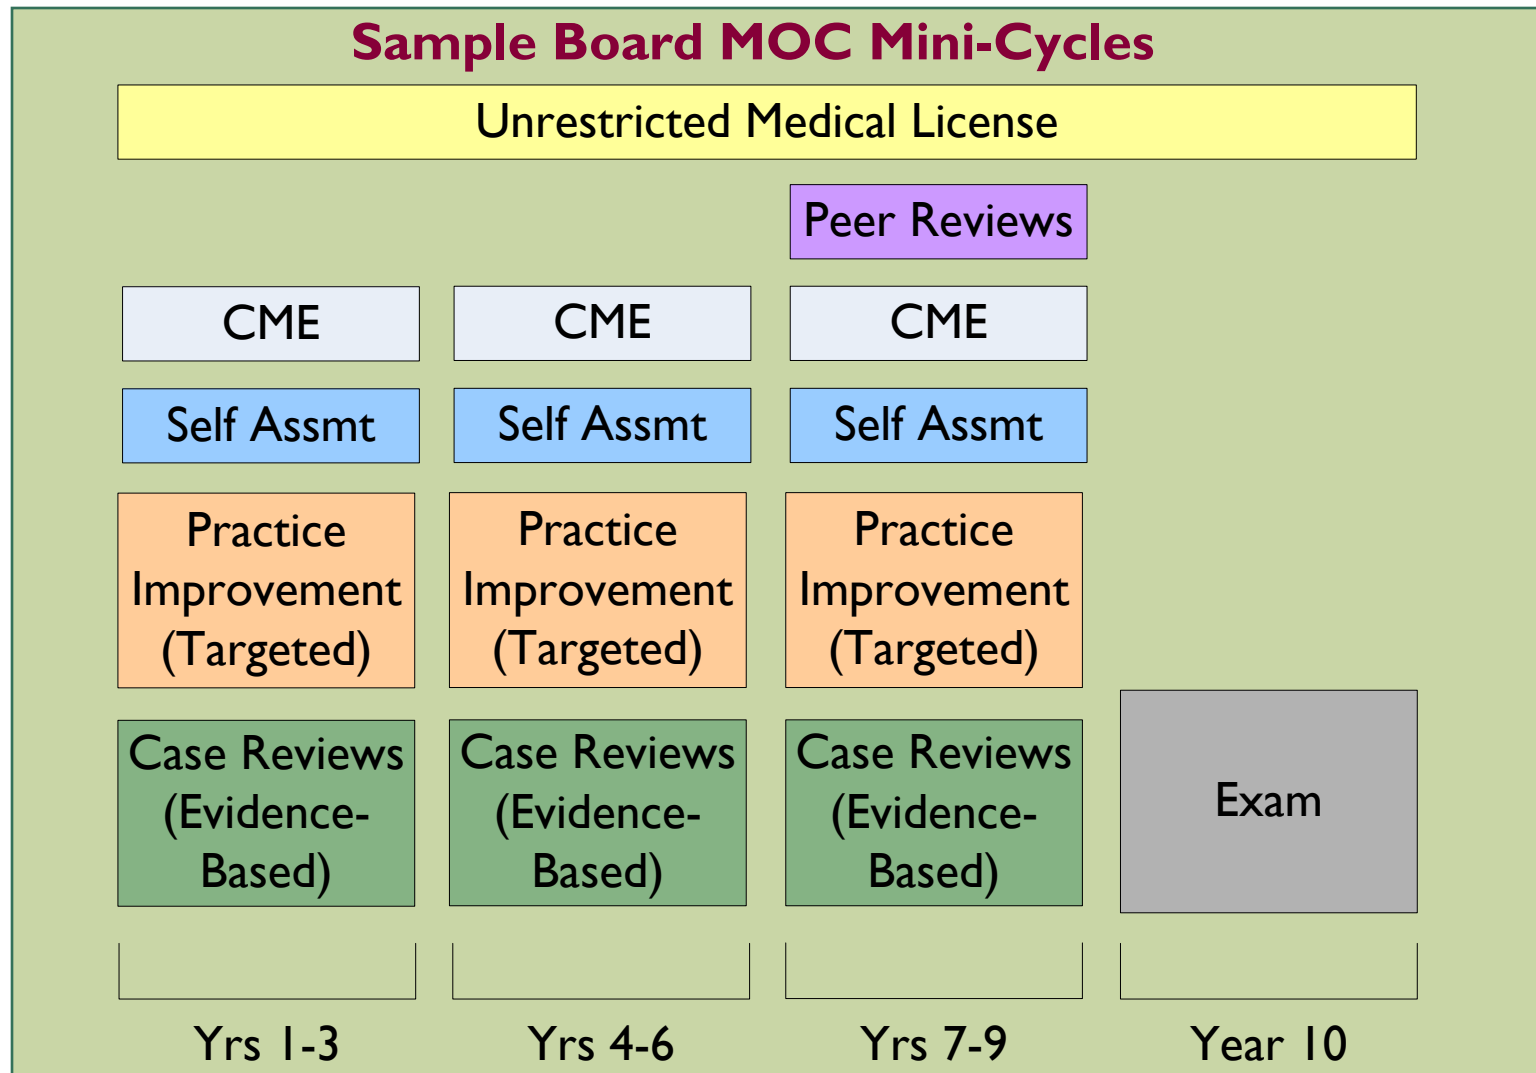 Sample Board MOC Mini-Cycles
Unrestricted Medical License
Peer Reviews
CME
CME
CME
Self Assmt
Self Assmt
Self Assmt
Practice
Improvement
(Targeted)
Practice
Improvement
(Targeted)
Practice
Improvement
(Targeted)
Case Reviews
(Evidence-
Based)
Case Reviews
(Evidence-
Based)
Case Reviews
(Evidence-
Based)
Exam
Yrs 1-3
Yrs 4-6
Yrs 7-9
Year 10